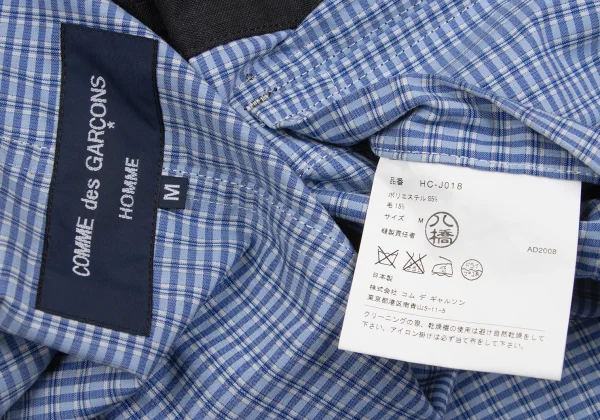 COMME des GARÇONS
HOMME
M
品番 HC-J018
ポリエステル 85%
毛 15%
サイズ M
八橋
縫製責任者
AD2008
日本製
株式会社 コム デ ギャルソン
東京都港区南青山5-11-5
クリーニングの際、乾燥機の使用は避け自然乾燥をして
下さい。アイロン掛けは必ず当て布をして下さい。